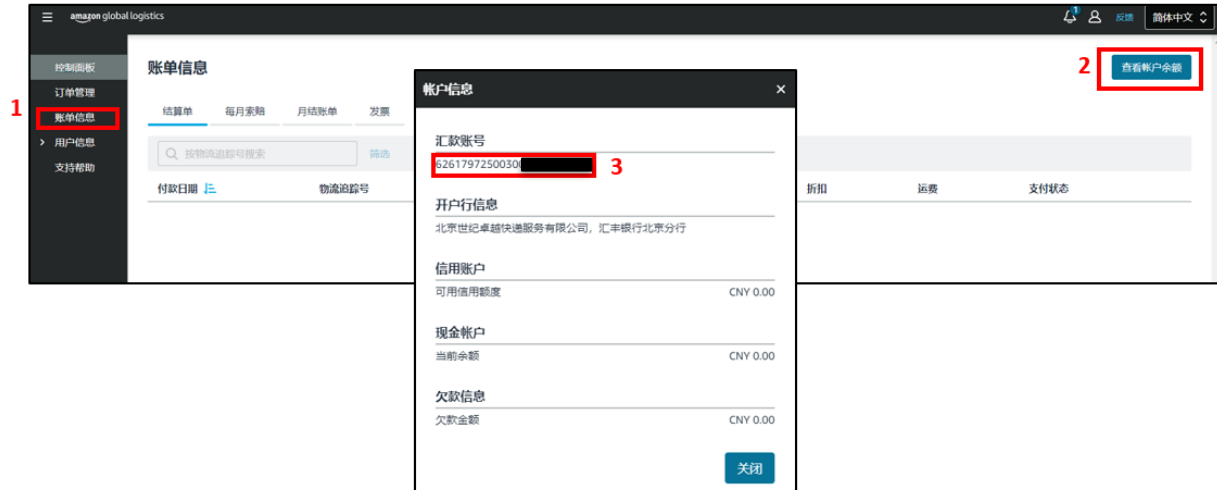 amazon global logistics
1
反馈
简体中文
控制面板
订单管理
账单信息
用户信息
支持帮助
1
账单信息
2
查看帐户余额
结算单
每月索赔
月结账单
发票
按物流追踪号搜索
筛选
付款日期
物流追踪号
折扣
运费
支付状态
帐户信息
×
汇款账号
6261797250030
3
开户行信息
北京世纪卓越快递服务有限公司，汇丰银行北京分行
信用账户
可用信用额度
CNY 0.00
现金帐户
当前余额
CNY 0.00
欠款信息
欠款金额
CNY 0.00
关闭